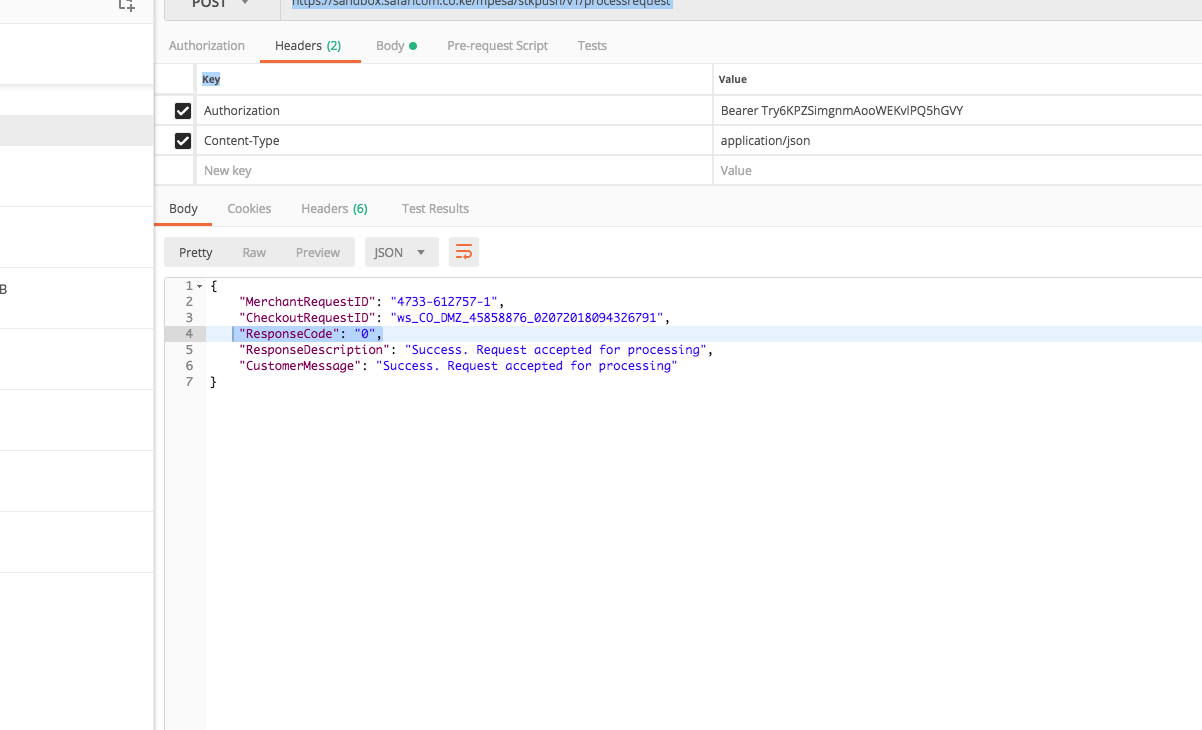 POST https://sandbox.safaricom.co.ke/mpesa/stkpush/v1/processrequest
Authorization Headers (2) Body Pre-request Script Tests
Key Value
Authorization Bearer Try6KPZSimgnmAooWEKvlPQ5hGVY
Content-Type application/json
New key Value
Body Cookies Headers (6) Test Results
Pretty Raw Preview JSON
B
1 {
2 "MerchantRequestID": "4733-612757-1",
3 "CheckoutRequestID": "ws_CO_DMZ_45858876_02072018094326791",
4 "ResponseCode": "0",
5 "ResponseDescription": "Success. Request accepted for processing",
6 "CustomerMessage": "Success. Request accepted for processing"
7 }